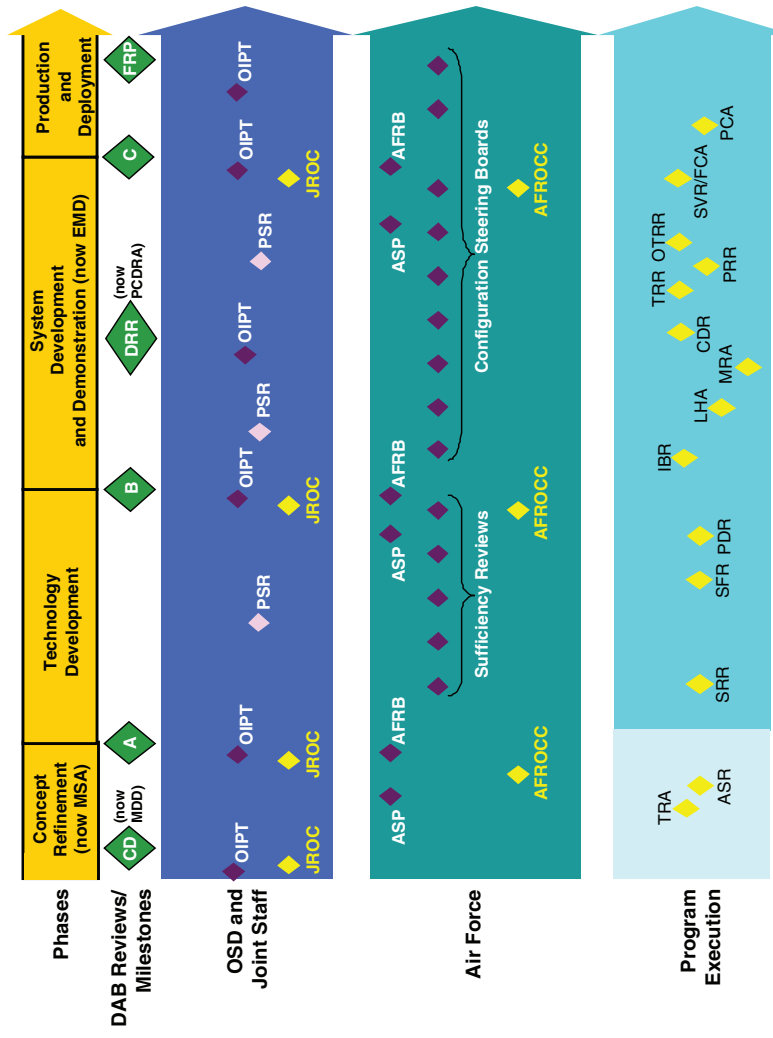 Phases
Concept
Refinement
(now MSA)
Technology
Development
System
Development
and Demonstration (now EMD)
Production
and
Deployment
DAB Reviews/
Milestones
CD
(now
MDD)
A
B
DRR
(now
PCDRA)
C
FRP
OSD and
Joint Staff
OIPT
OIPT
OIPT
OIPT
OIPT
OIPT
PSR
PSR
PSR
JROC
JROC
JROC
JROC
Air Force
ASP
AFRB
ASP
AFRB
ASP
AFRB
Sufficiency Reviews
Configuration Steering Boards
AFROCC
AFROCC
AFROCC
Program
Execution
TRA
ASR
SRR
SFR
PDR
IBR
LHA
MRA
CDR
TRR
PRR
OTRR
SVR/FCA
PCA